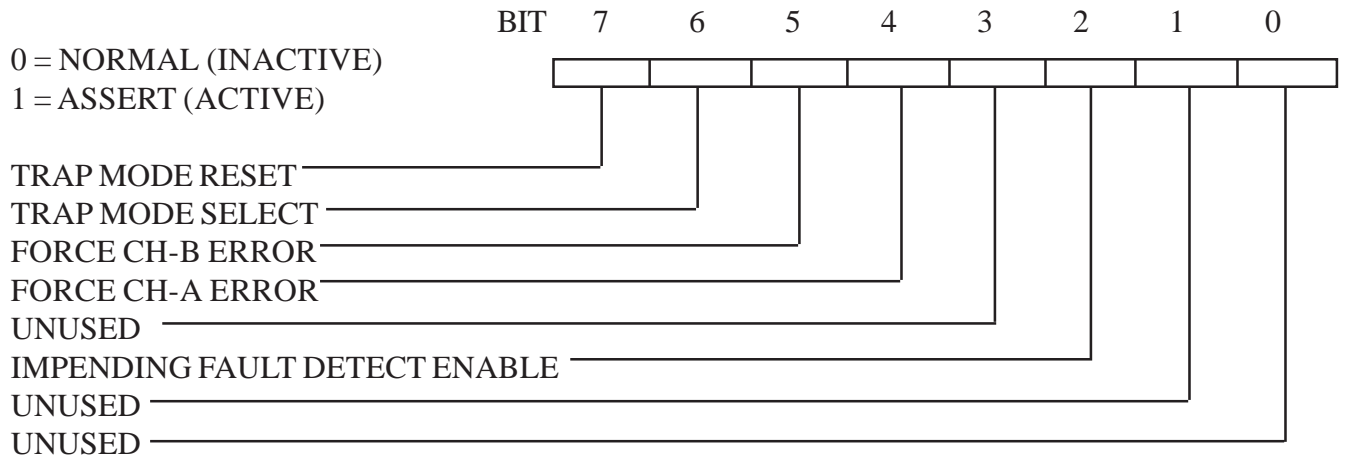 BIT 7 6 5 4 3 2 1 0
0 = NORMAL (INACTIVE)
1 = ASSERT (ACTIVE)
TRAP MODE RESET
TRAP MODE SELECT
FORCE CH-B ERROR
FORCE CH-A ERROR
UNUSED
IMPENDING FAULT DETECT ENABLE
UNUSED
UNUSED